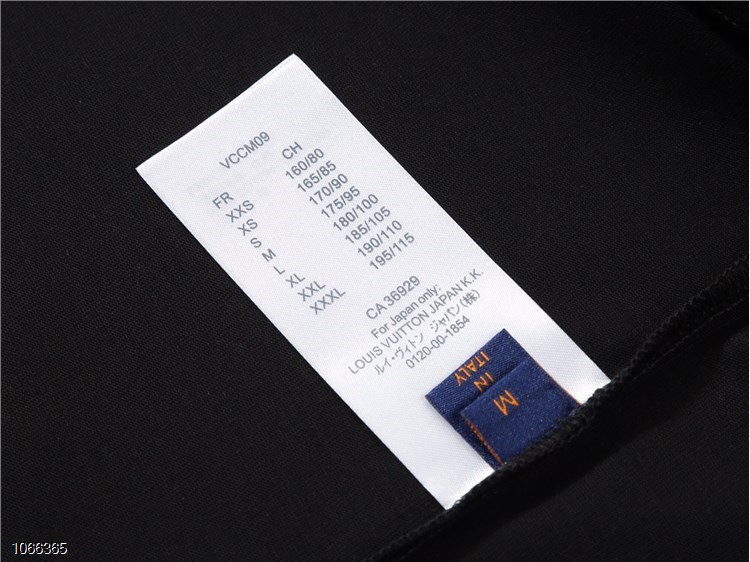 VCCM09
FR CH
XXS 160/80
XS 165/85
S 170/90
M 175/95
L 180/100
XL 185/105
XXL 190/110
XXXL 195/115
CA 36929
For Japan only:
LOUIS VUITTON JAPAN K.K.
ルイ・ヴィトン ジャパン(株)
0120-00-1854
IN
ITALY
M
1066365